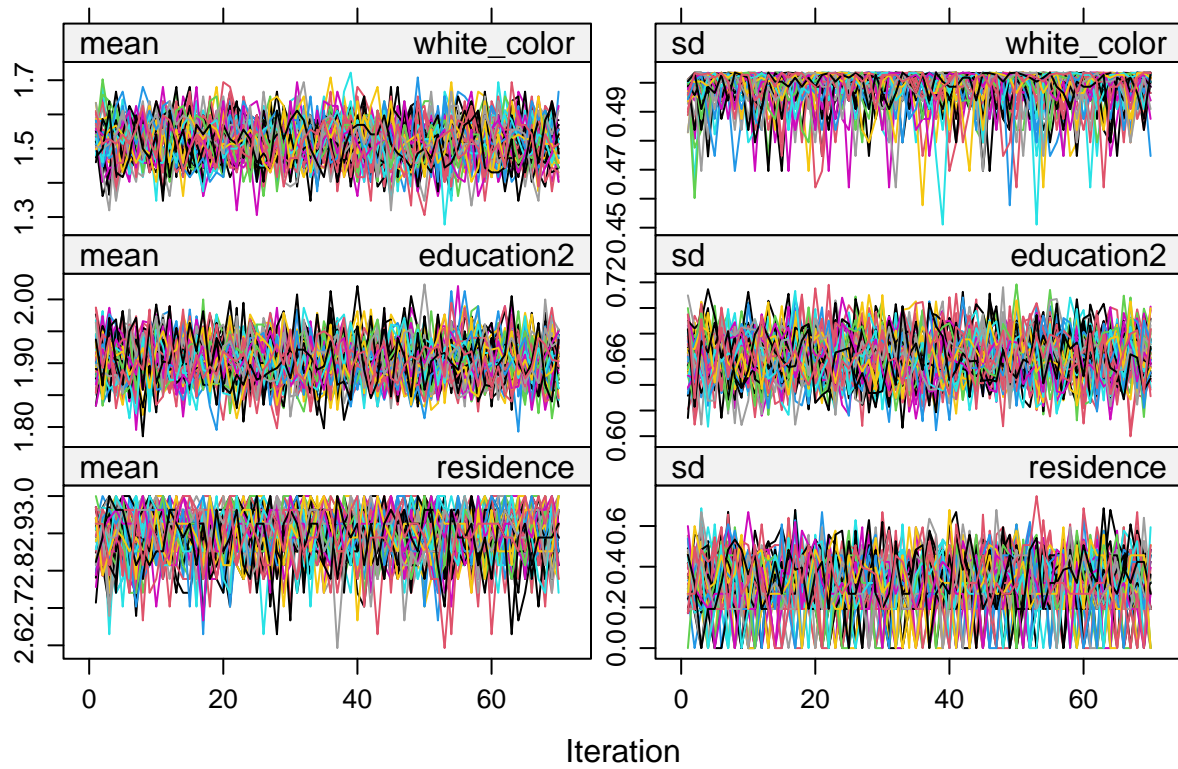 mean white_color
sd white_color
1.3 1.5 1.7
0.45 0.47 0.49
mean education2
sd education2
1.80 1.90 2.00
0.60 0.66 0.72
mean residence
sd residence
2.6 2.7 2.8 2.9 3.0
0.0 0.2 0.4 0.6
0 20 40 60
0 20 40 60
Iteration